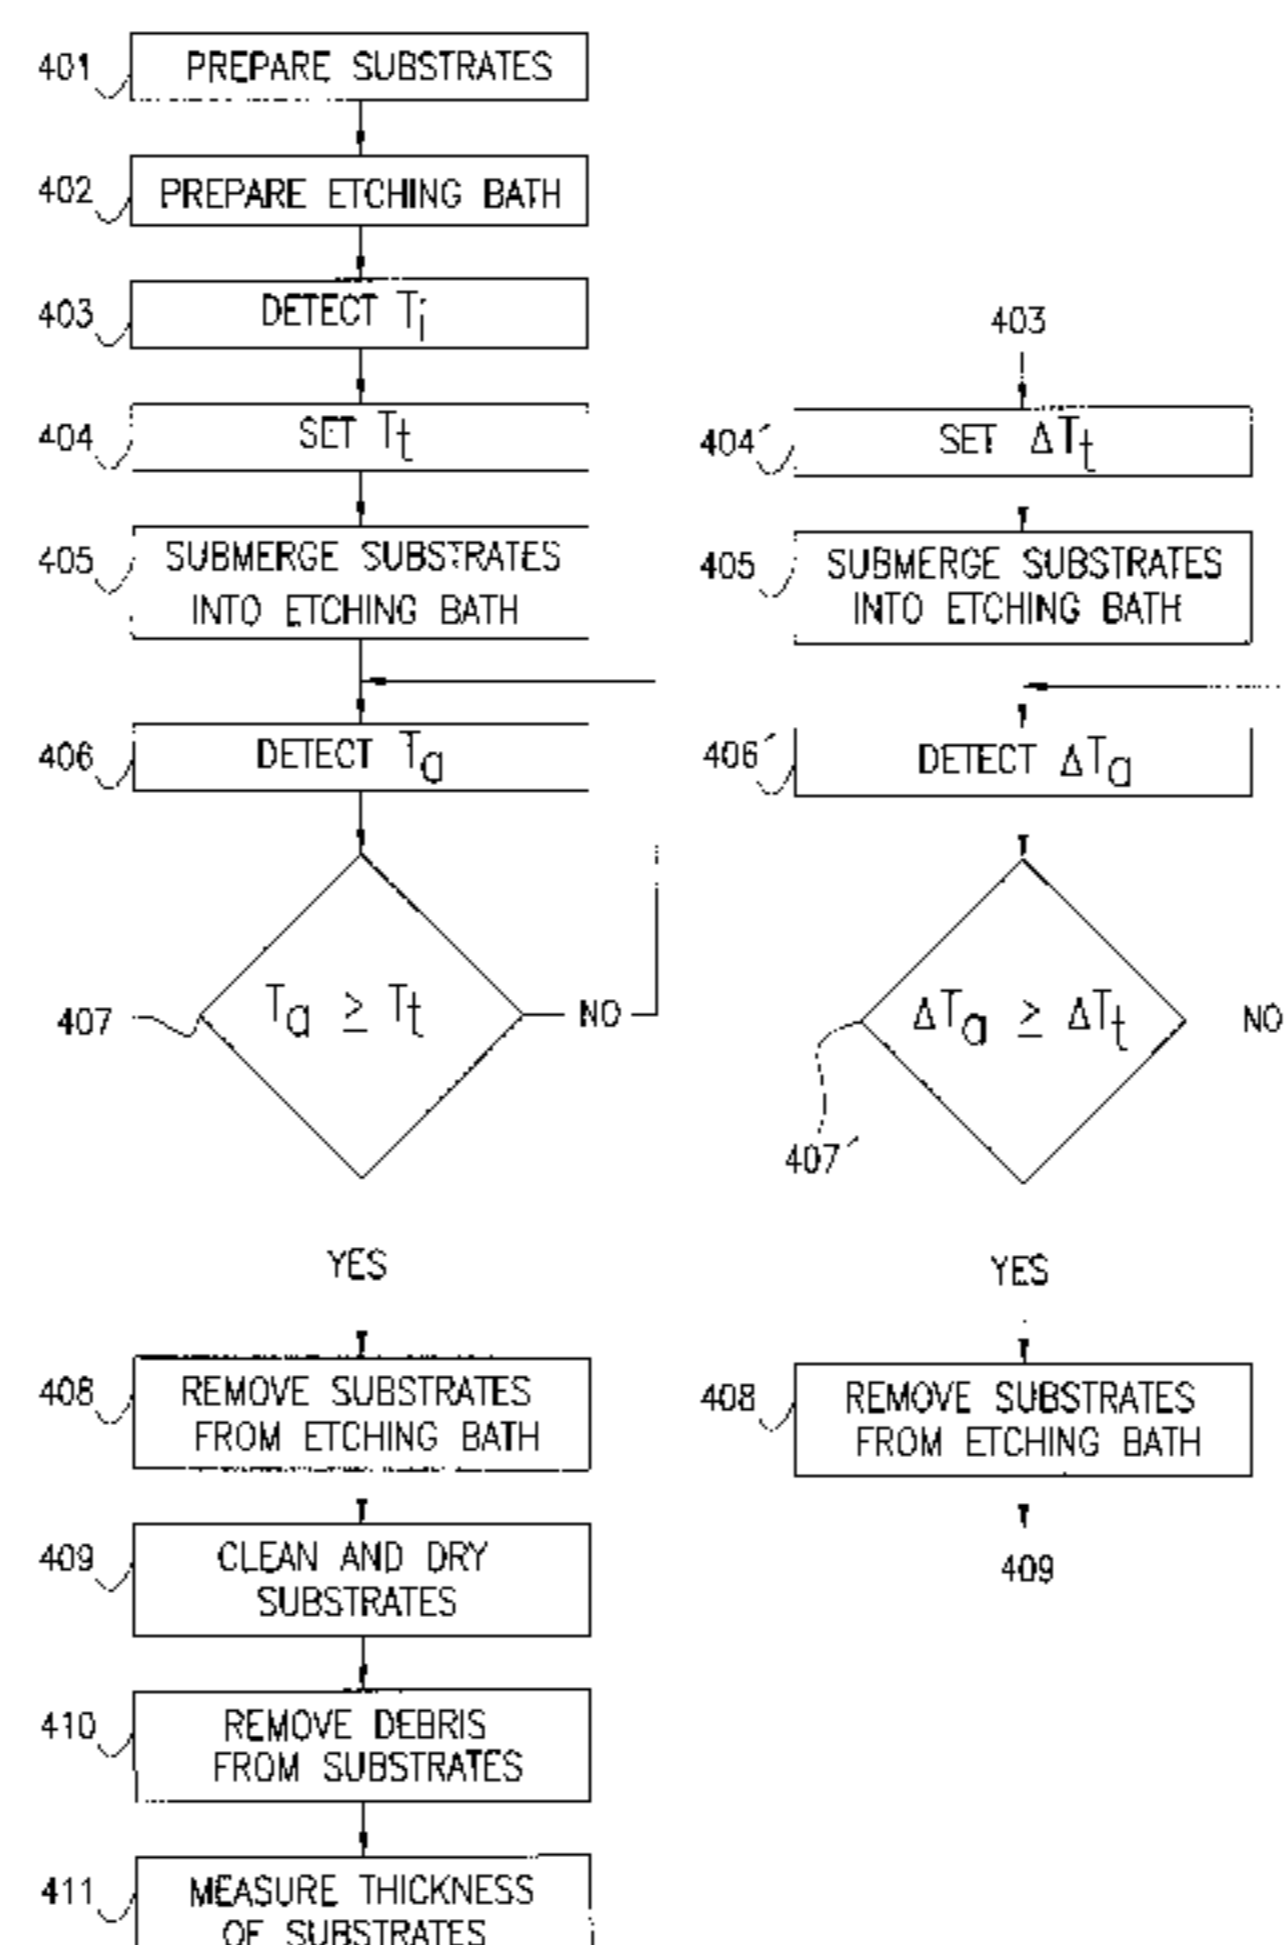 401 PREPARE SUBSTRATES
402 PREPARE ETCHING BATH
403 DETECT Ti
404 SET Tt
405 SUBMERGE SUBSTRATES
INTO ETCHING BATH
406 DETECT Ta
407 Ta ≥ Tt NO
YES
408 REMOVE SUBSTRATES
FROM ETCHING BATH
409 CLEAN AND DRY
SUBSTRATES
410 REMOVE DEBRIS
FROM SUBSTRATES
411 MEASURE THICKNESS
OF SUBSTRATES
403
404´ SET ΔTt
405 SUBMERGE SUBSTRATES
INTO ETCHING BATH
406´ DETECT ΔTa
ΔTa ≥ ΔTt NO
407´
YES
408 REMOVE SUBSTRATES
FROM ETCHING BATH
409